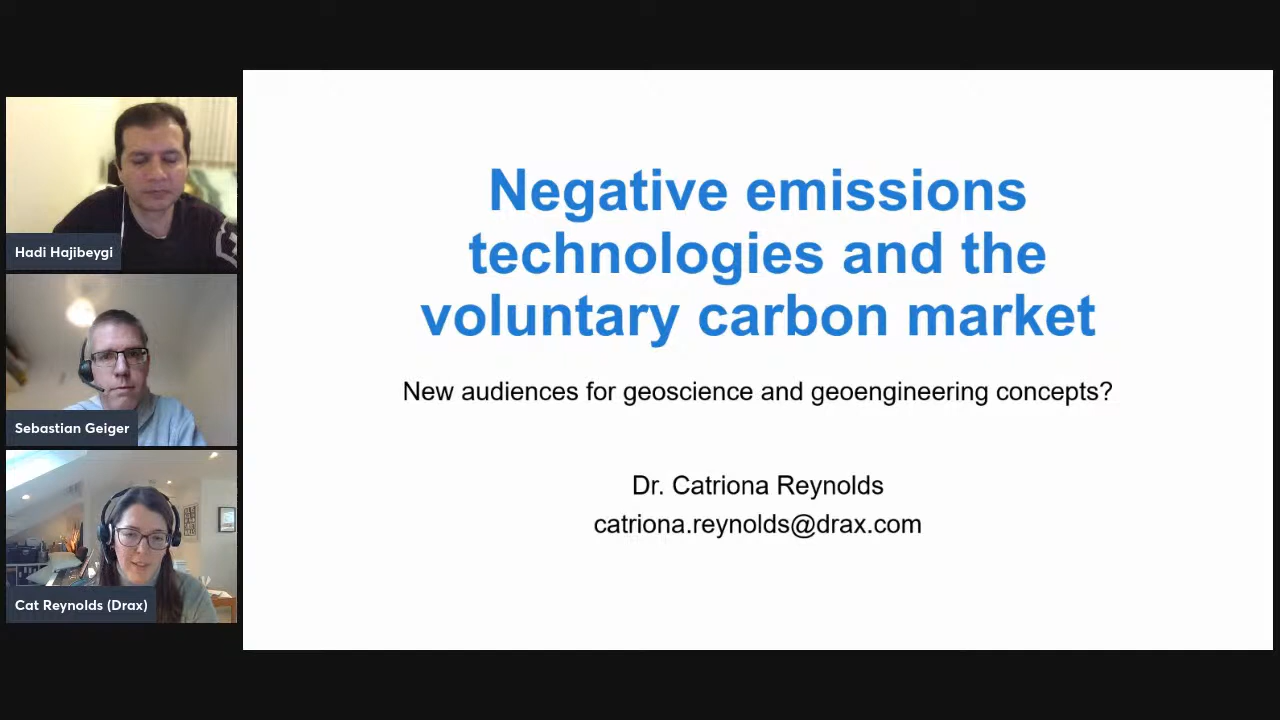 Hadi Hajibeygi
Sebastian Geiger
Cat Reynolds (Drax)
Negative emissions
technologies and the
voluntary carbon market
New audiences for geoscience and geoengineering concepts?
Dr. Catriona Reynolds
catriona.reynolds@drax.com